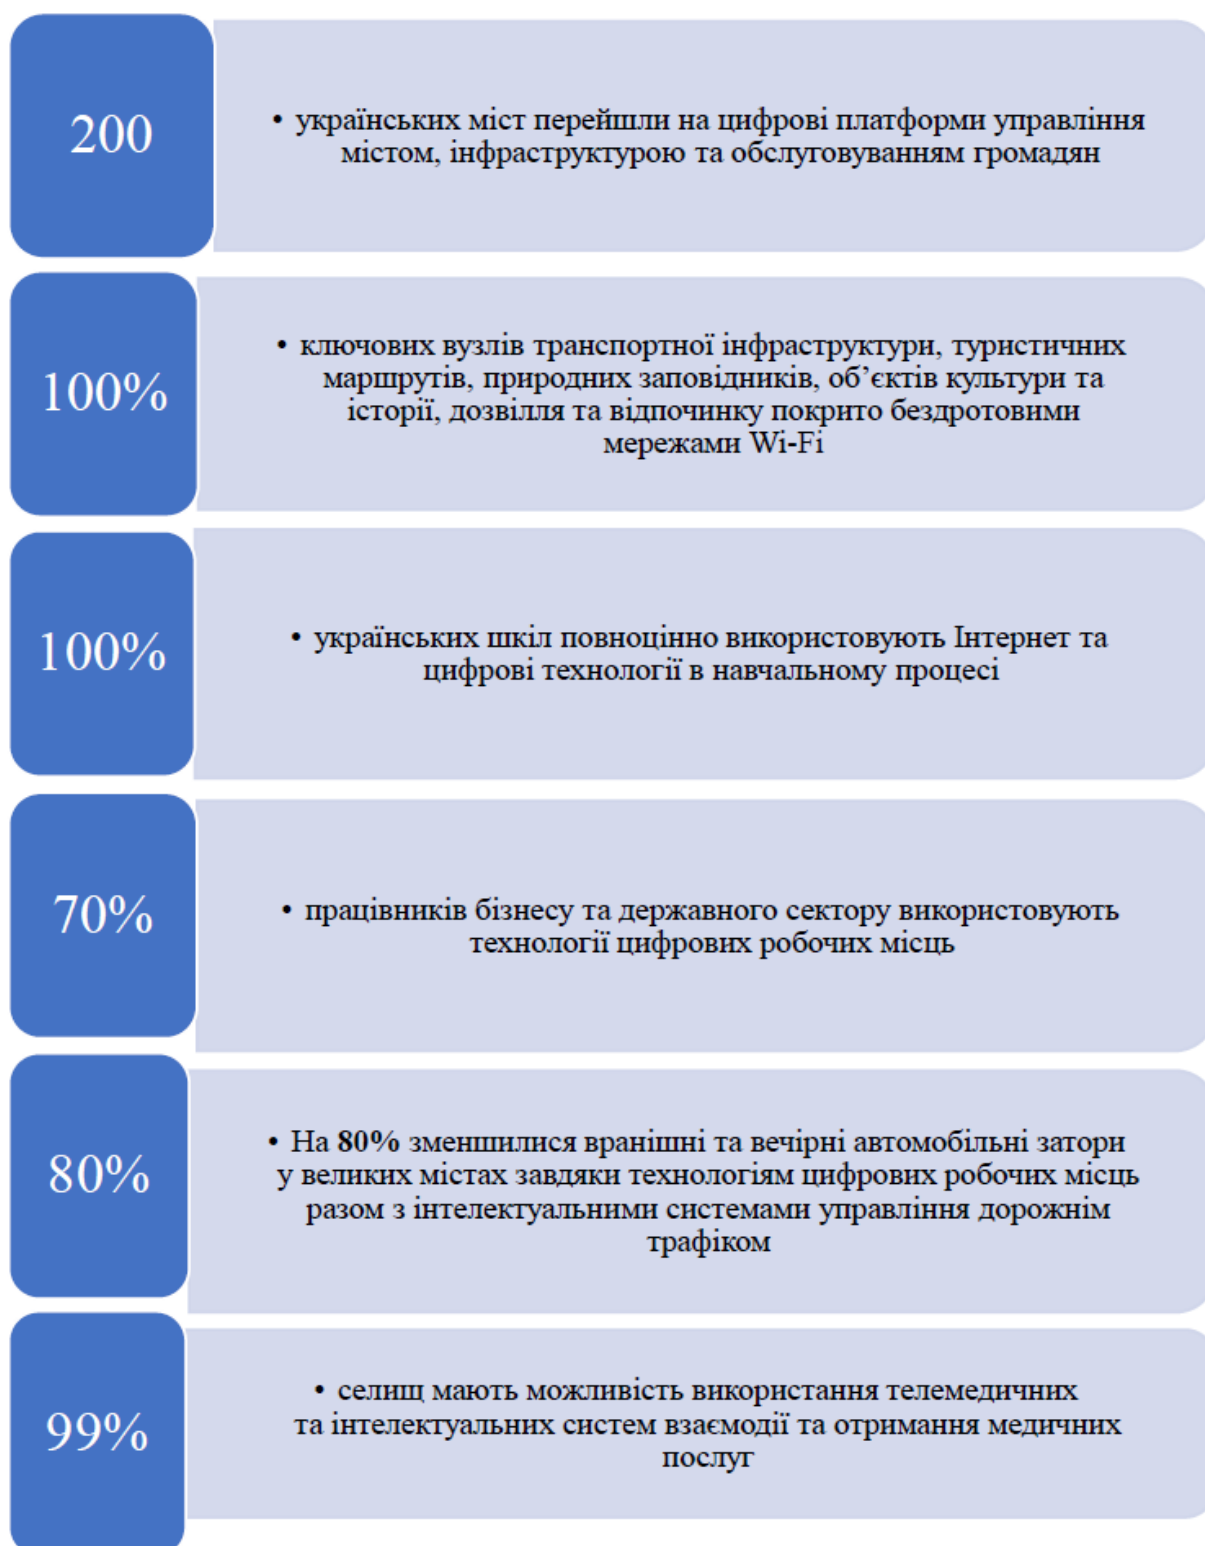 200
• українських міст перейшли на цифрові платформи управління
містом, інфраструктурою та обслуговуванням громадян
100%
• ключових вузлів транспортної інфраструктури, туристичних
маршрутів, природних заповідників, об’єктів культури та
історії, дозвілля та відпочинку покрито бездротовими
мережами Wi-Fi
100%
• українських шкіл повноцінно використовують Інтернет та
цифрові технології в навчальному процесі
70%
• працівників бізнесу та державного сектору використовують
технології цифрових робочих місць
80%
• На 80% зменшилися вранішні та вечірні автомобільні затори
у великих містах завдяки технологіям цифрових робочих місць
разом з інтелектуальними системами управління дорожнім
трафіком
99%
• селищ мають можливість використання телемедичних
та інтелектуальних систем взаємодії та отримання медичних
послуг